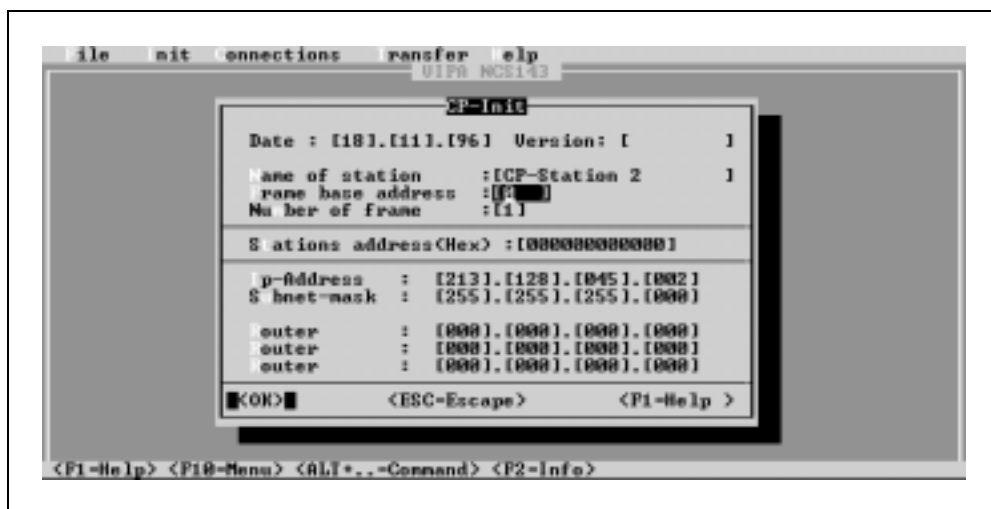 ile nit onnections ransfer elp
VIPA NCS143
CP-Init
Date : [18].[11].[96] Version: [ ]
ame of station :[CP-Station 2 ]
rame base address :[0 ]
Nu ber of frame :[1]
S ations address(Hex) :[000000000000]
p-Address : [213].[128].[045].[002]
S bnet-mask : [255].[255].[255].[000]
outer : [000].[000].[000].[000]
outer : [000].[000].[000].[000]
outer : [000].[000].[000].[000]
<OK> <ESC-Escape> <F1-Help >
<F1-Help> <F10-Menu> <ALT+..-Command> <F2-Info>